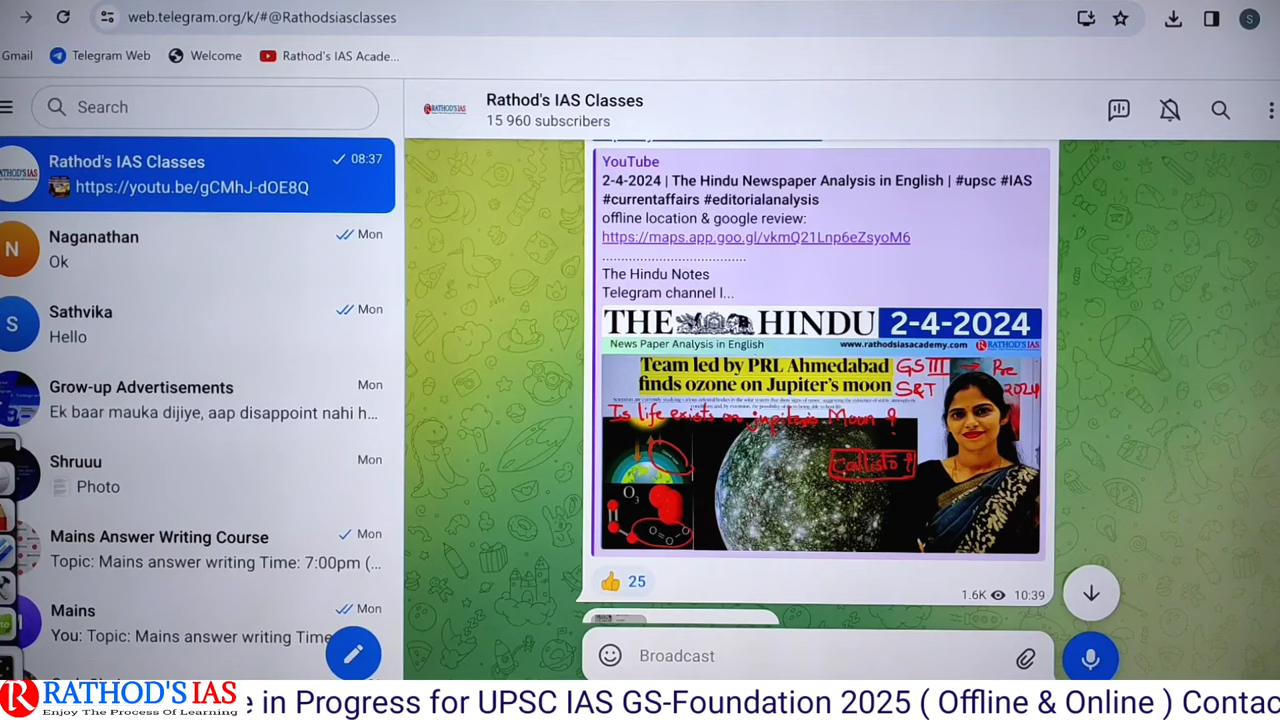 web.telegram.org/k/#@Rathodsiasclasses
S
Gmail
Telegram Web
Welcome
Rathod's IAS Acade...
Search
Rathod's IAS Classes
15 960 subscribers
RATHOD'S IAS
Rathod's IAS Classes
08:37
https://youtu.be/gCMhJ-dOE8Q
N
Naganathan
Mon
Ok
S
Sathvika
Mon
Hello
Grow-up Advertisements
Mon
Ek baar mauka dijiye, aap disappoint nahi h...
Shruuu
Mon
Photo
Mains Answer Writing Course
Mon
Topic: Mains answer writing Time: 7:00pm (...
Mains
Mon
You: Topic: Mains answer writing Time
YouTube
2-4-2024 | The Hindu Newspaper Analysis in English | #upsc #IAS
#currentaffairs #editorialanalysis
offline location & google review:
https://maps.app.goo.gl/vkmQ21Lnp6eZsyoM6
......................................
The Hindu Notes
Telegram channel l...
THE HINDU
2-4-2024
News Paper Analysis in English
www.rathodsiasacademy.com
RATHOD'S IAS
Team led by PRL Ahmedabad
finds ozone on Jupiter's moon
GS III → Pre
S&T 2024
Is life exists on jupiter's Moon ?
Callisto ?
O3
25
1.6K
10:39
Broadcast
RATHOD'S IAS
Enjoy The Process Of Learning
e in Progress for UPSC IAS GS-Foundation 2025 ( Offline & Online ) Contac